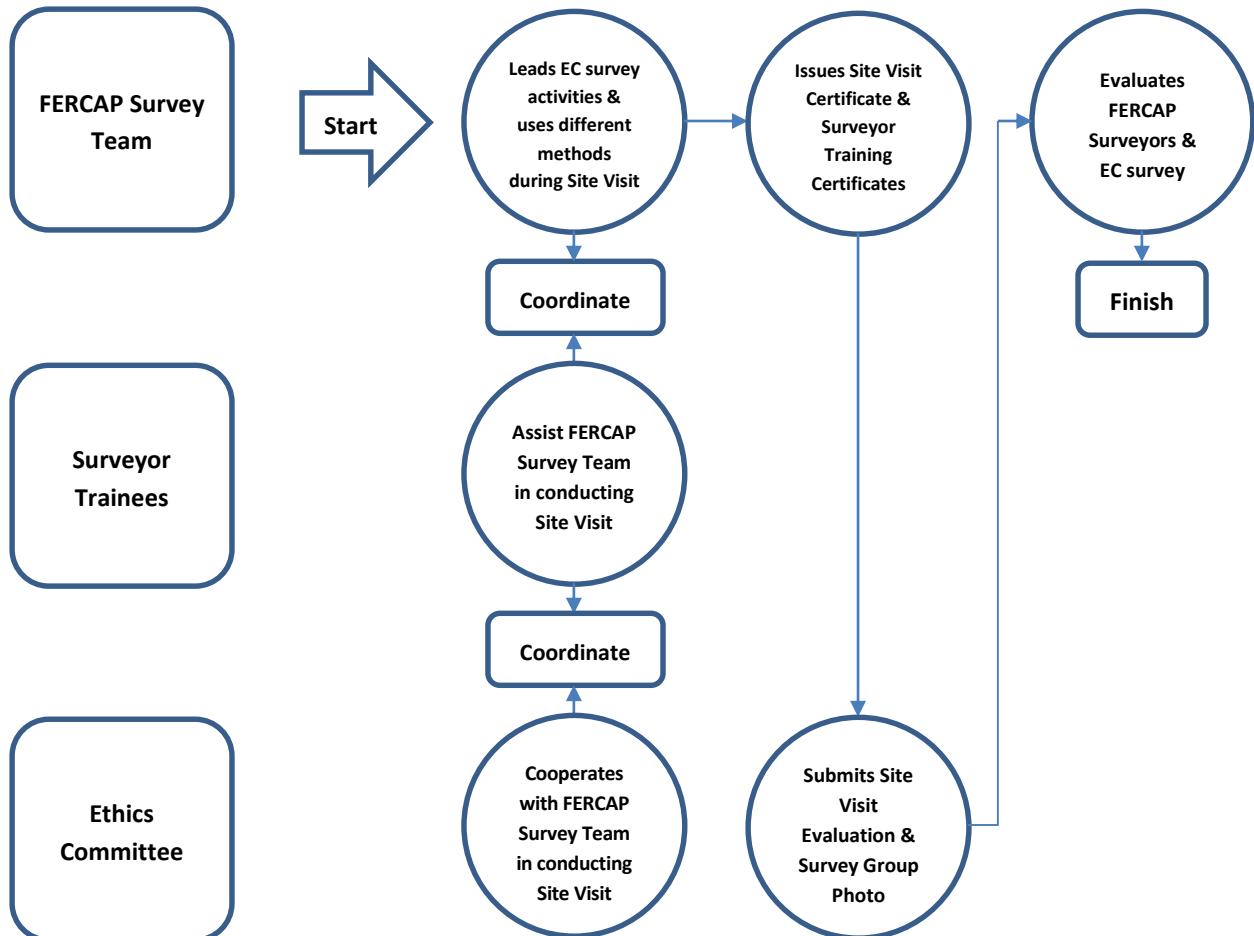 FERCAP Survey
Team
Start
Leads EC survey
activities &
uses different
methods
during Site Visit
Issues Site Visit
Certificate &
Surveyor
Training
Certificates
Evaluates
FERCAP
Surveyors &
EC survey
Coordinate
Finish
Surveyor
Trainees
Assist FERCAP
Survey Team
in conducting
Site Visit
Coordinate
Ethics
Committee
Cooperates
with FERCAP
Survey Team
in conducting
Site Visit
Submits Site
Visit
Evaluation &
Survey Group
Photo